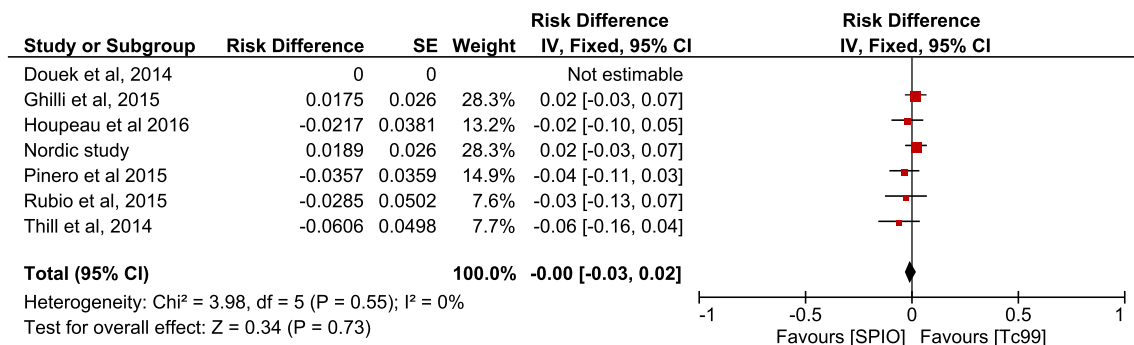 Risk Difference Risk Difference
Study or Subgroup Risk Difference SE Weight IV, Fixed, 95% CI IV, Fixed, 95% CI
Douek et al, 2014 0 0 Not estimable
Ghilli et al, 2015 0.0175 0.026 28.3% 0.02 [-0.03, 0.07]
Houpeau et al 2016 -0.0217 0.0381 13.2% -0.02 [-0.10, 0.05]
Nordic study 0.0189 0.026 28.3% 0.02 [-0.03, 0.07]
Pinero et al 2015 -0.0357 0.0359 14.9% -0.04 [-0.11, 0.03]
Rubio et al, 2015 -0.0285 0.0502 7.6% -0.03 [-0.13, 0.07]
Thill et al, 2014 -0.0606 0.0498 7.7% -0.06 [-0.16, 0.04]
Total (95% CI) 100.0% -0.00 [-0.03, 0.02]
Heterogeneity: Chi² = 3.98, df = 5 (P = 0.55); I² = 0%
Test for overall effect: Z = 0.34 (P = 0.73)
-1 -0.5 0 0.5 1
Favours [SPIO] Favours [Tc99]